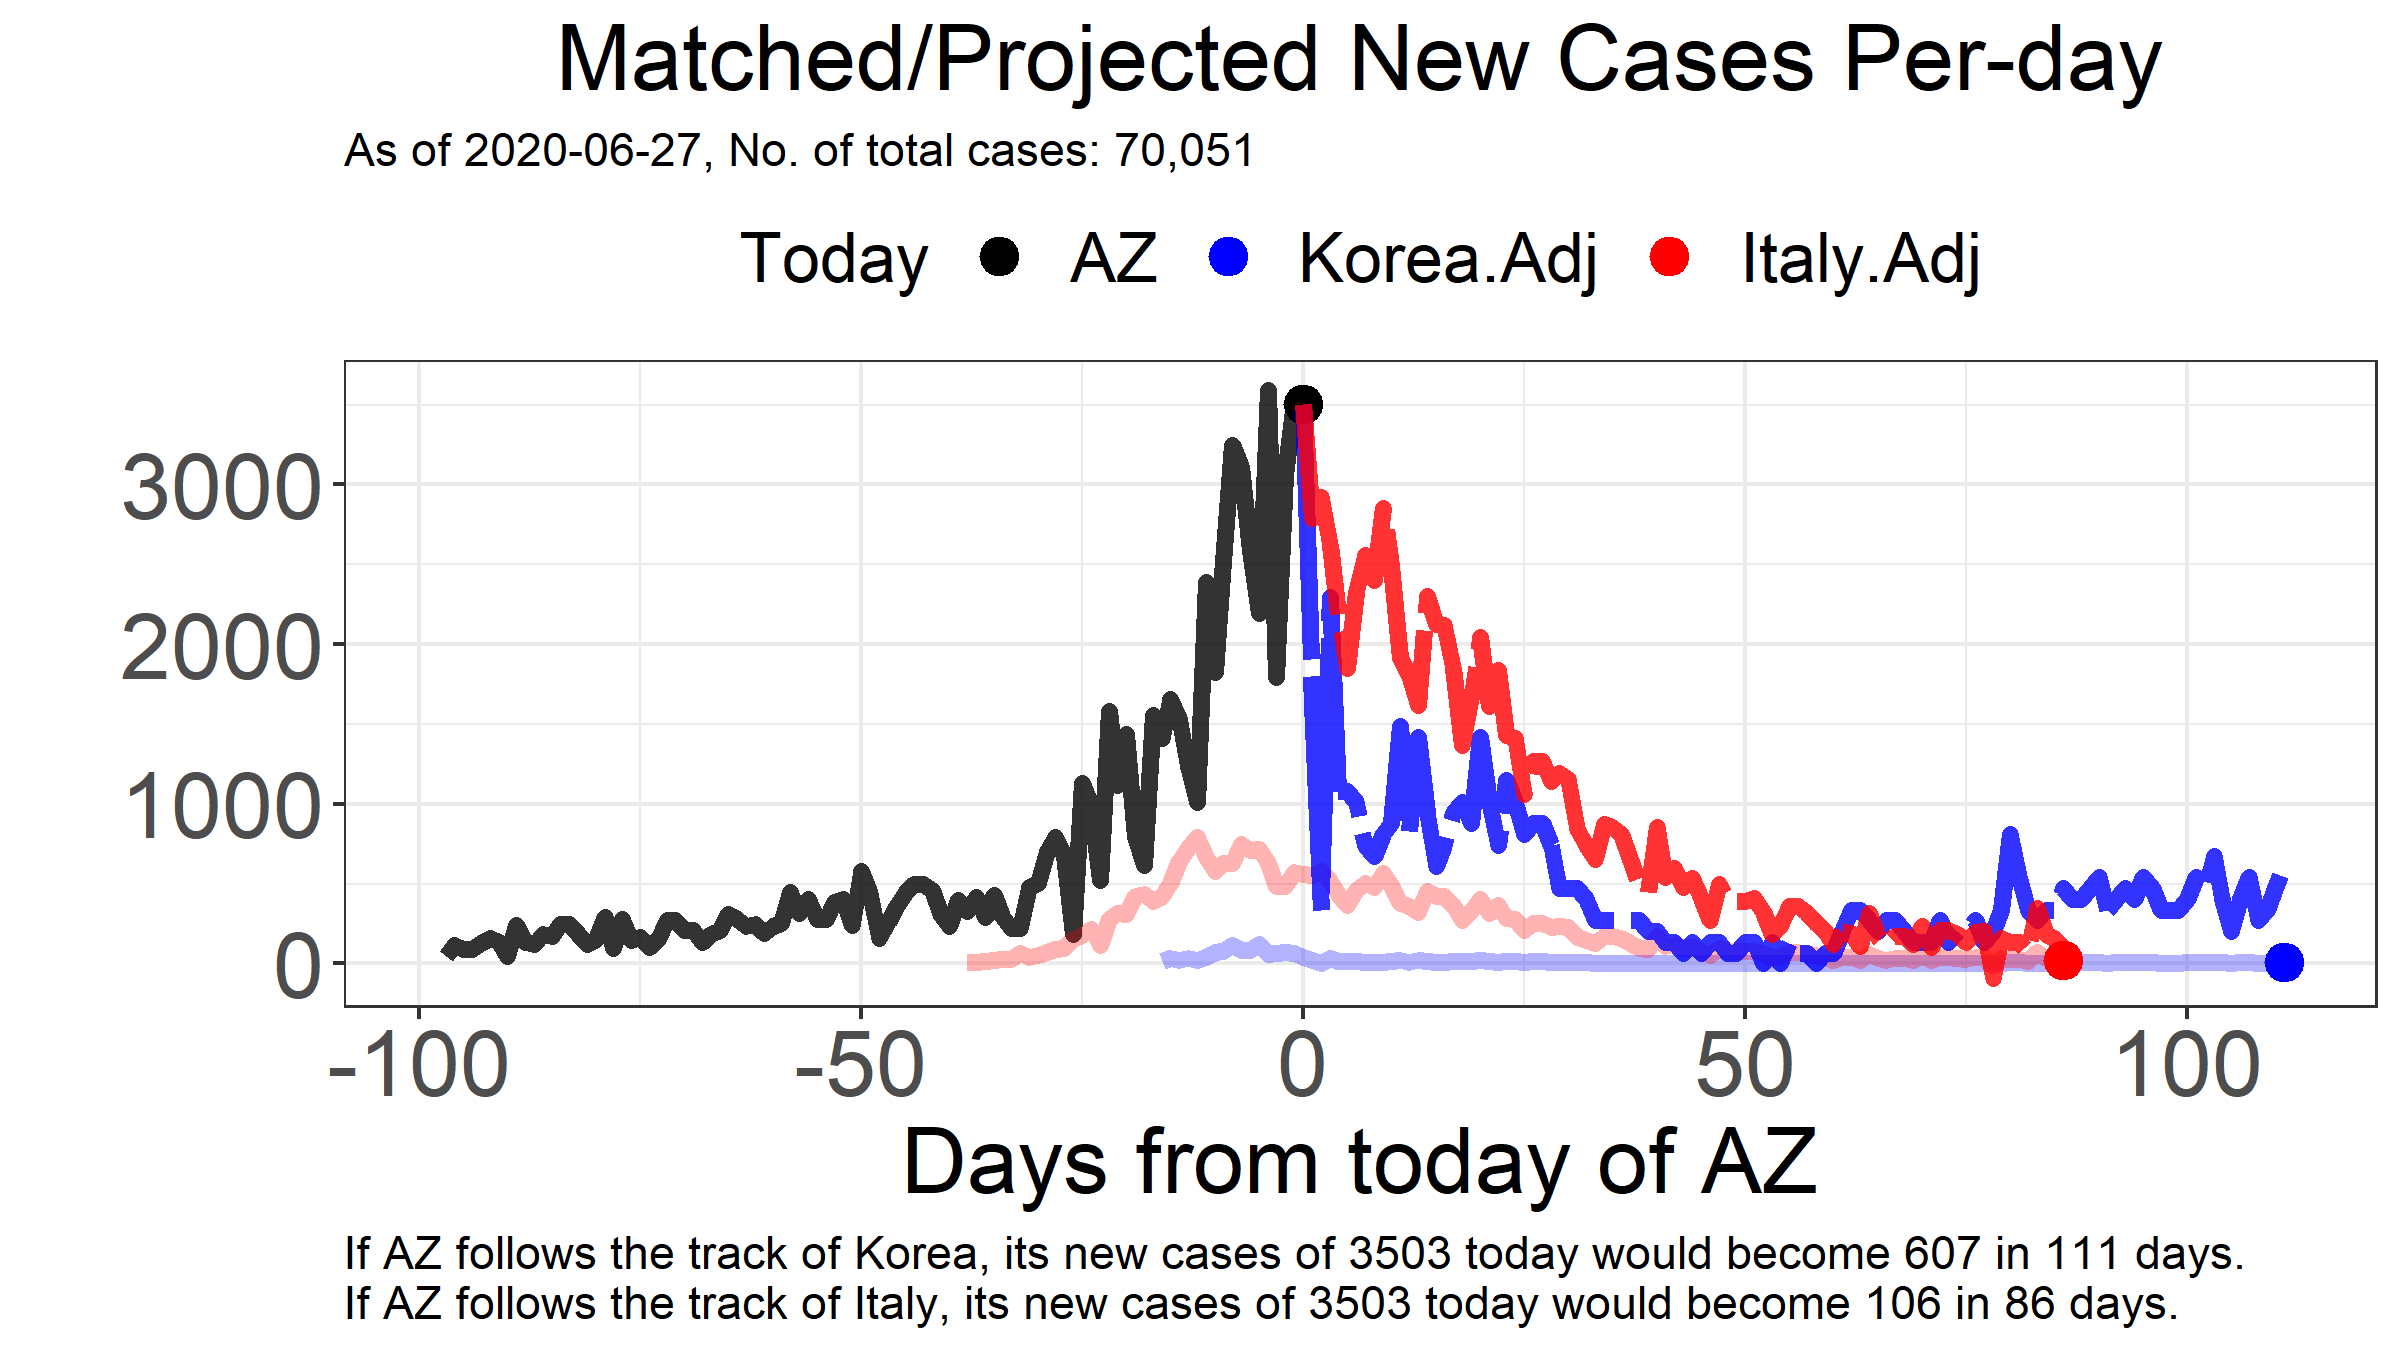 Matched/Projected New Cases Per-day
As of 2020-06-27, No. of total cases: 70,051
Today AZ Korea.Adj Italy.Adj
3000
2000
1000
0
-100 -50 0 50 100
Days from today of AZ
If AZ follows the track of Korea, its new cases of 3503 today would become 607 in 111 days.
If AZ follows the track of Italy, its new cases of 3503 today would become 106 in 86 days.